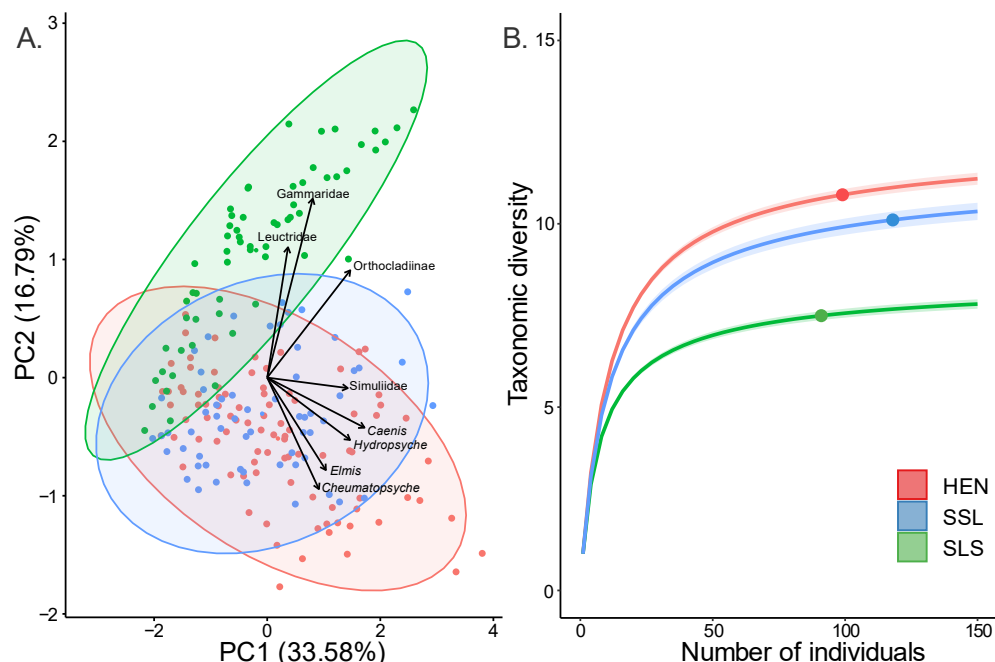 A.
3
2
1
0
−1
−2
PC2 (16.79%)
Gammaridae
Leuctridae
Orthocladiinae
Simuliidae
Caenis
Hydropsyche
Elmis
Cheumatopsyche
−2
0
2
4
PC1 (33.58%)
B.
15
10
5
0
Taxonomic diversity
HEN
SSL
SLS
0
50
100
150
Number of individuals